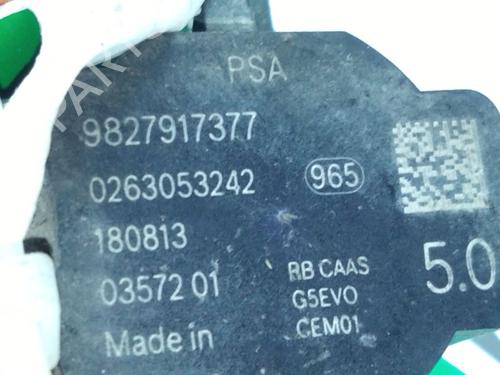 PSA
9827917377
0263053242 965
180813
03572 01 RB CAAS 5.0
G5EVO
Made in CEM01